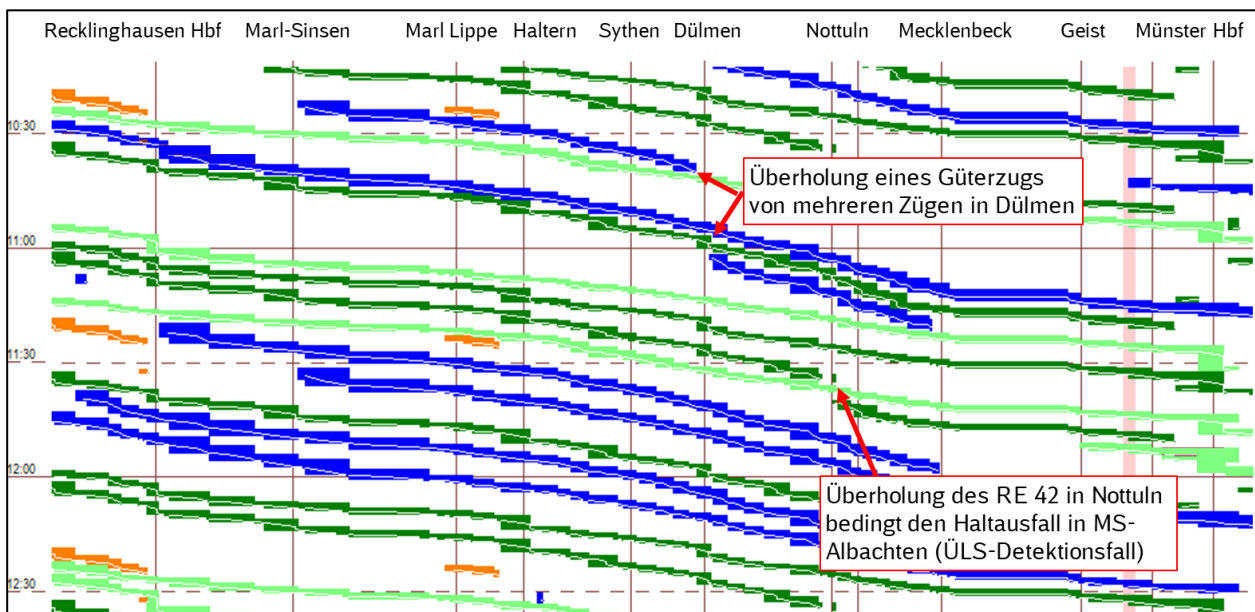 Recklinghausen Hbf Marl-Sinsen Marl Lippe Haltern Sythen Dülmen Nottuln Mecklenbeck Geist Münster Hbf
10:30
Überholung eines Güterzugs
von mehreren Zügen in Dülmen
11:00
11:30
12:00
Überholung des RE 42 in Nottuln
bedingt den Haltausfall in MS-
Albachten (ÜLS-Detektionsfall)
12:30